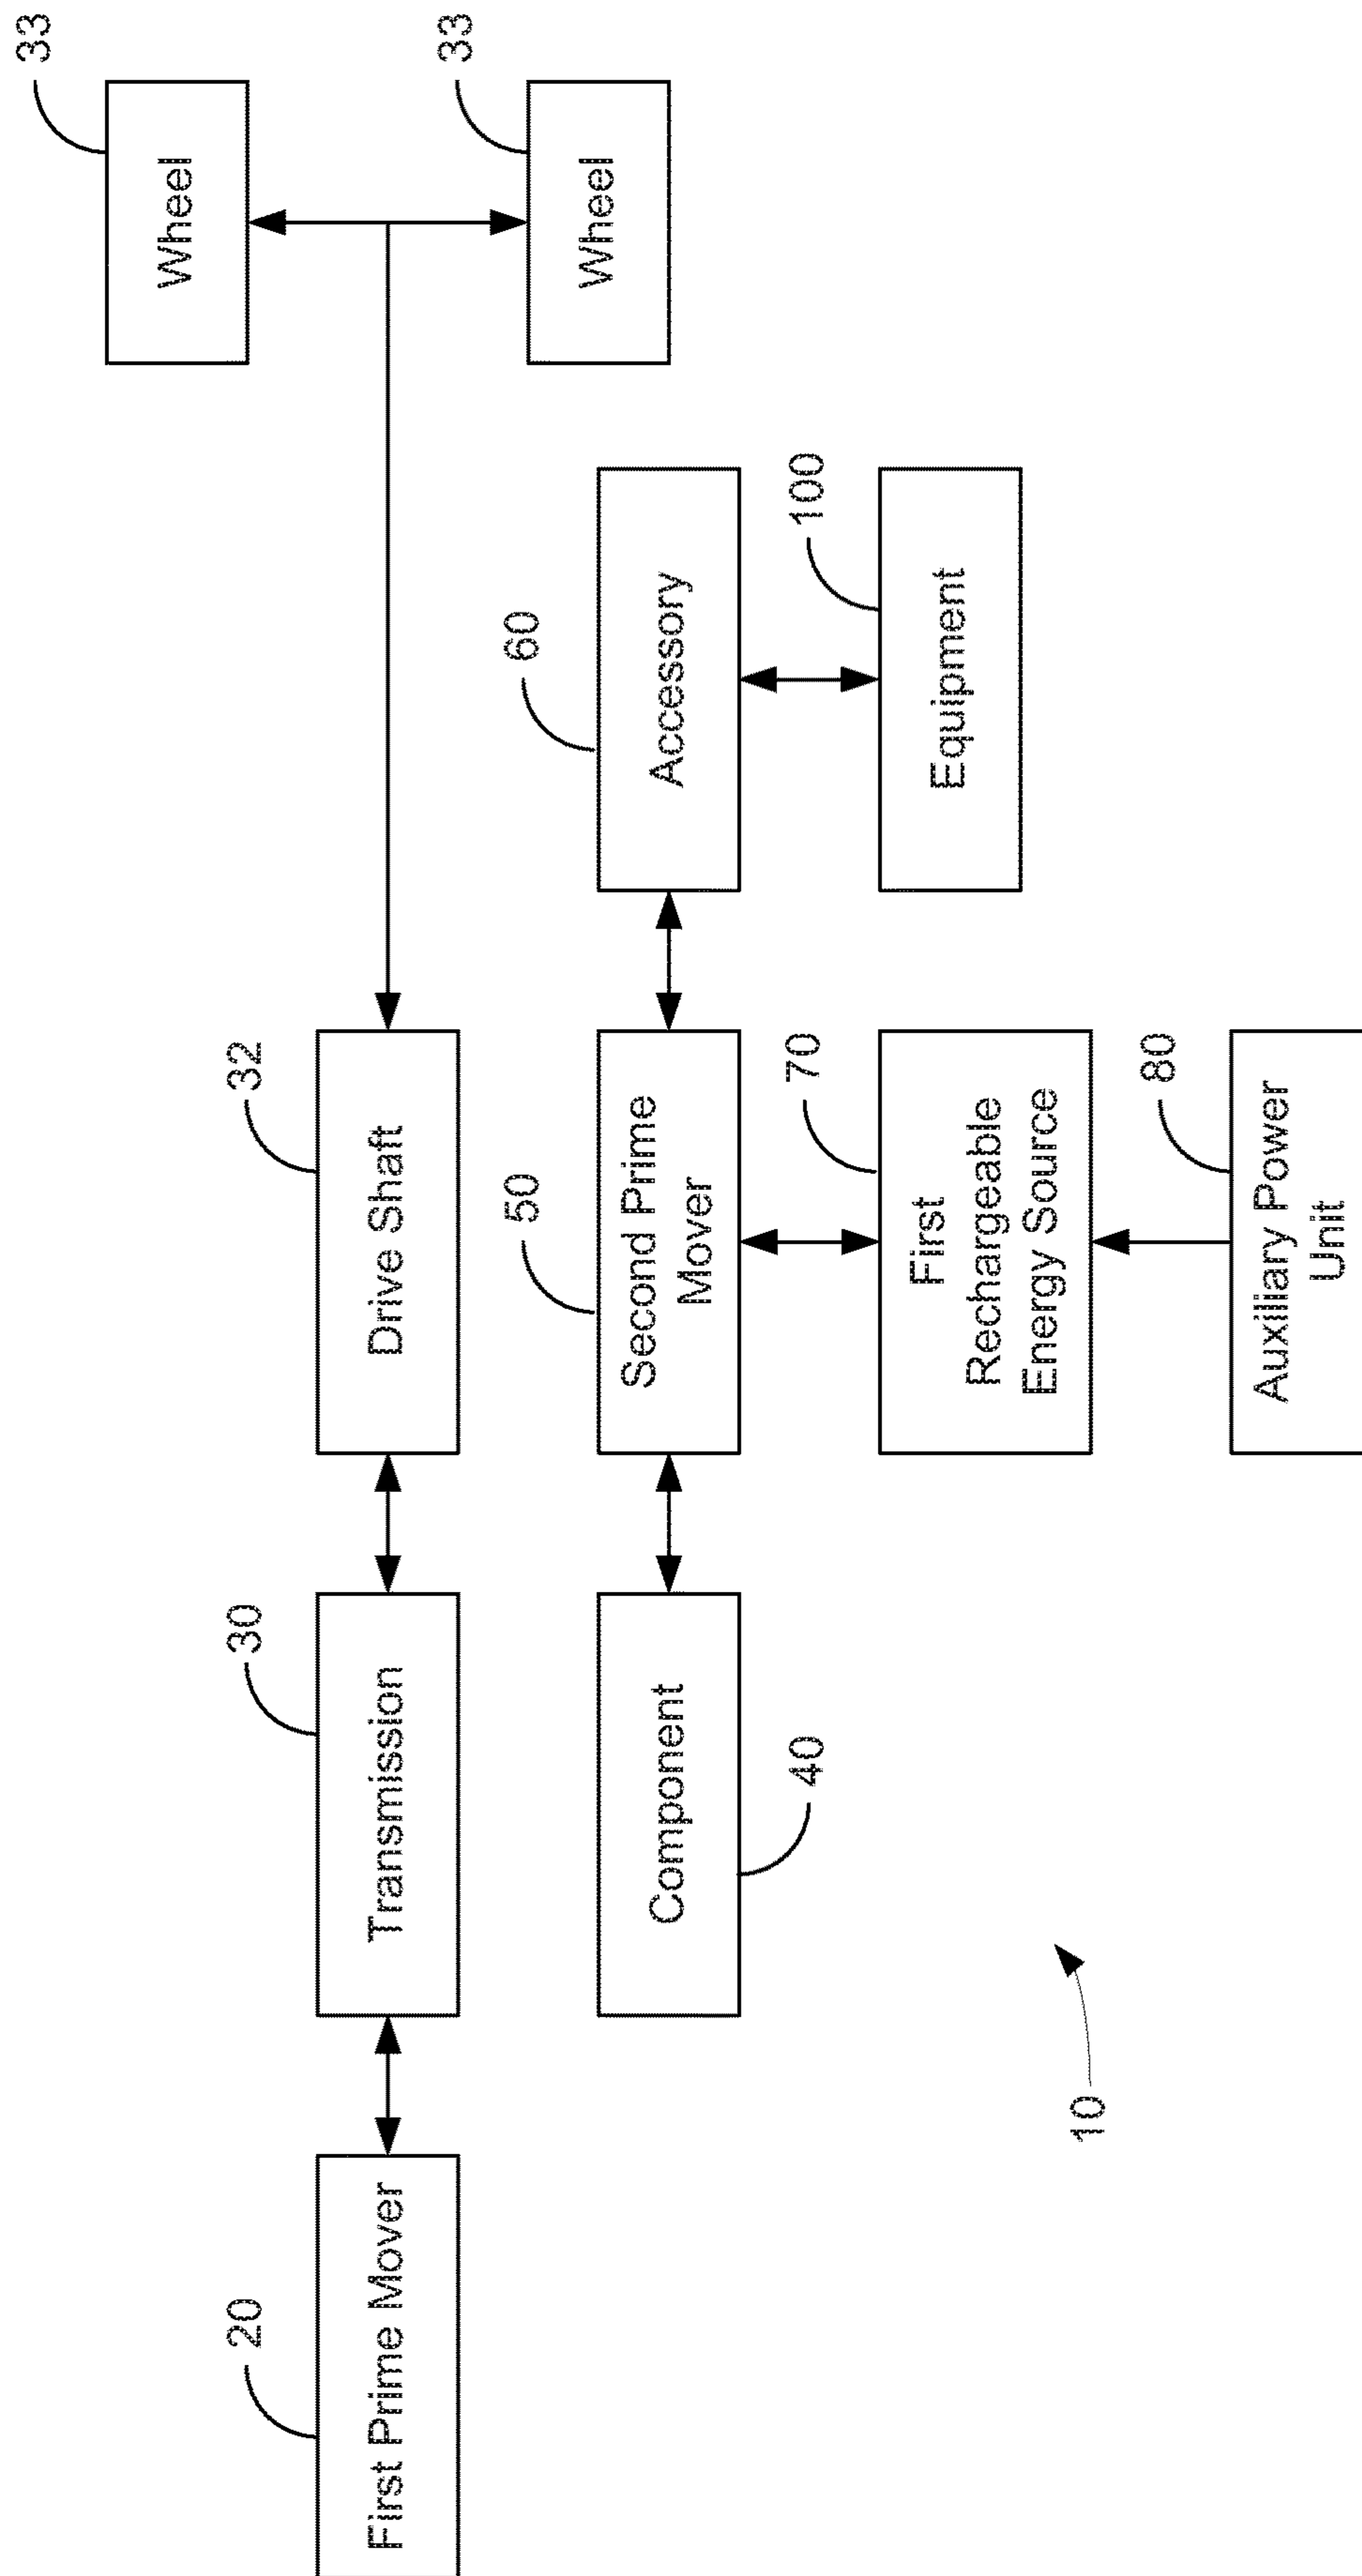 33
Wheel
33
Wheel
20
First Prime Mover
30
Transmission
32
Drive Shaft
40
Component
50
Second Prime
Mover
60
Accessory
100
Equipment
70
First
Rechargeable
Energy Source
80
Auxiliary Power
Unit
10